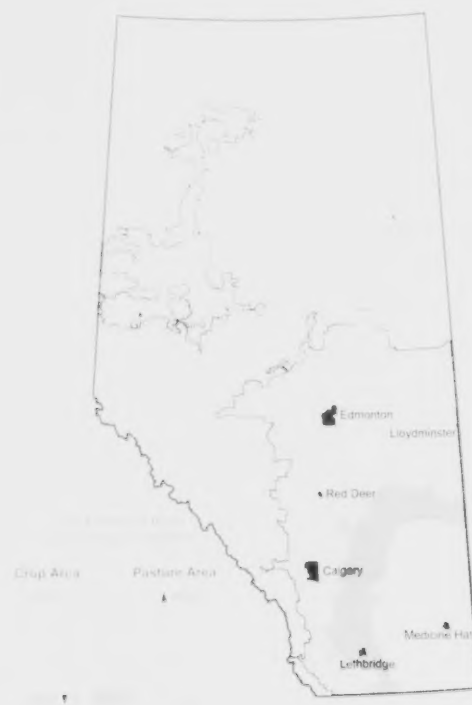 Edmonton
Lloydminster
Red Deer
Crop Area
Pasture Area
Calgary
Medicine Hat
Lethbridge